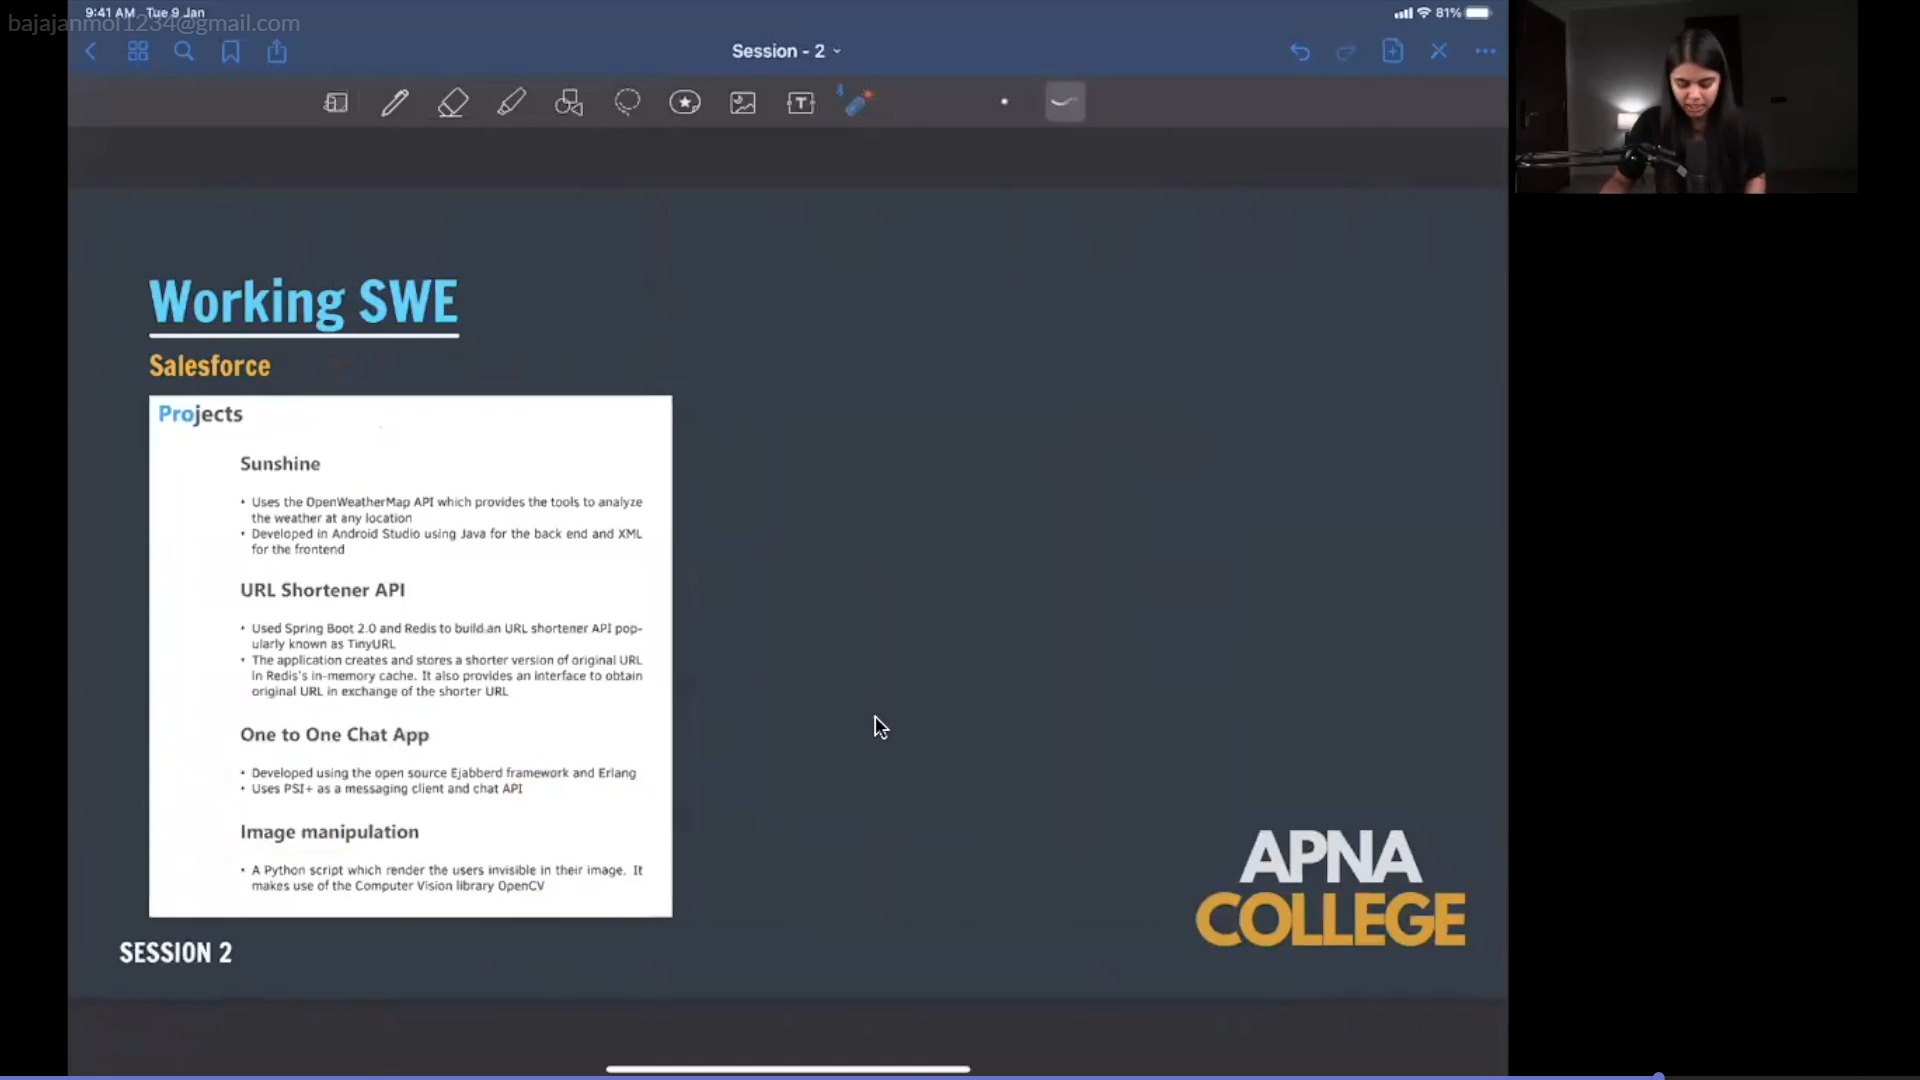 9:41 AM Tue 9 Jan
81%
bajajanmol1234@gmail.com
Session - 2
Working SWE
Salesforce
Projects
Sunshine
• Uses the OpenWeatherMap API which provides the tools to analyze
the weather at any location
• Developed in Android Studio using Java for the back end and XML
for the frontend
URL Shortener API
• Used Spring Boot 2.0 and Redis to build an URL shortener API pop-
ularly known as TinyURL
• The application creates and stores a shorter version of original URL
in Redis's in-memory cache. It also provides an interface to obtain
original URL in exchange of the shorter URL
One to One Chat App
• Developed using the open source Ejabberd framework and Erlang
• Uses PSI+ as a messaging client and chat API
Image manipulation
• A Python script which render the users invisible in their image. It
makes use of the Computer Vision library OpenCV
SESSION 2
APNA
COLLEGE